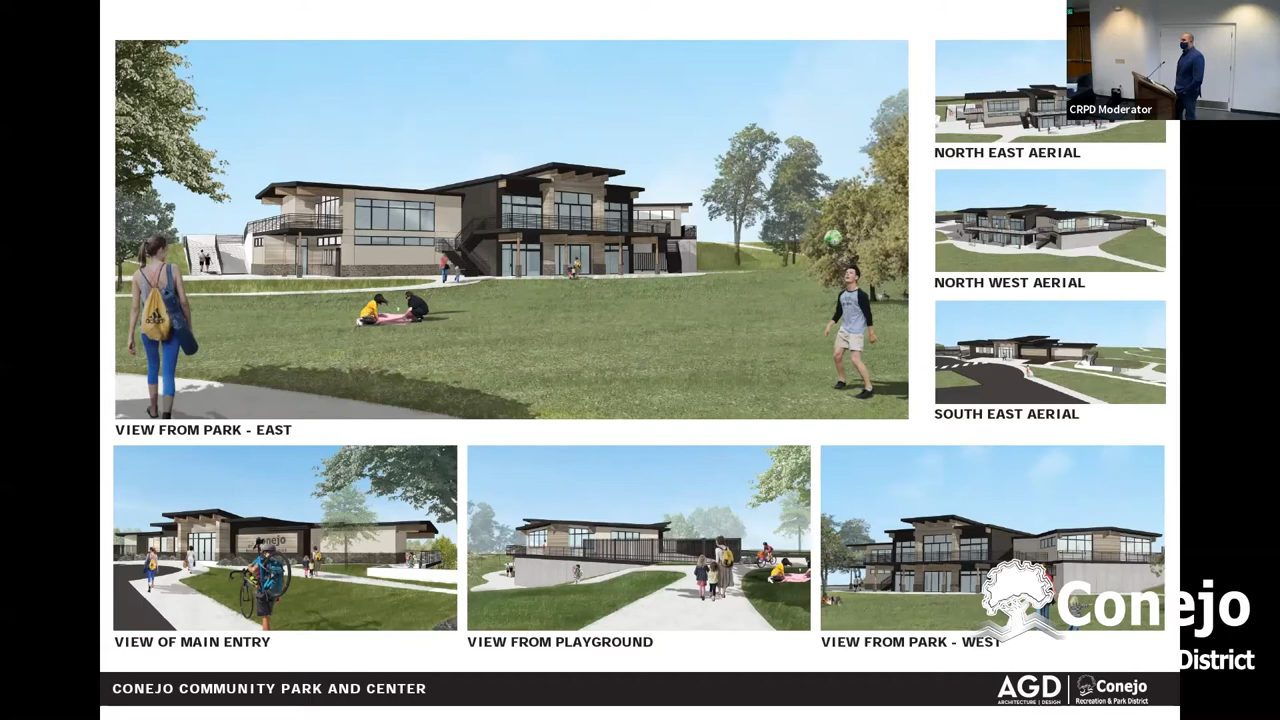 CRPD Moderator
NORTH EAST AERIAL
NORTH WEST AERIAL
SOUTH EAST AERIAL
VIEW FROM PARK - EAST
Conejo
VIEW OF MAIN ENTRY
VIEW FROM PLAYGROUND
VIEW FROM PARK - WEST
Conejo
District
CONEJO COMMUNITY PARK AND CENTER
AGD
ARCHITECTURE | DESIGN
Conejo
Recreation & Park District